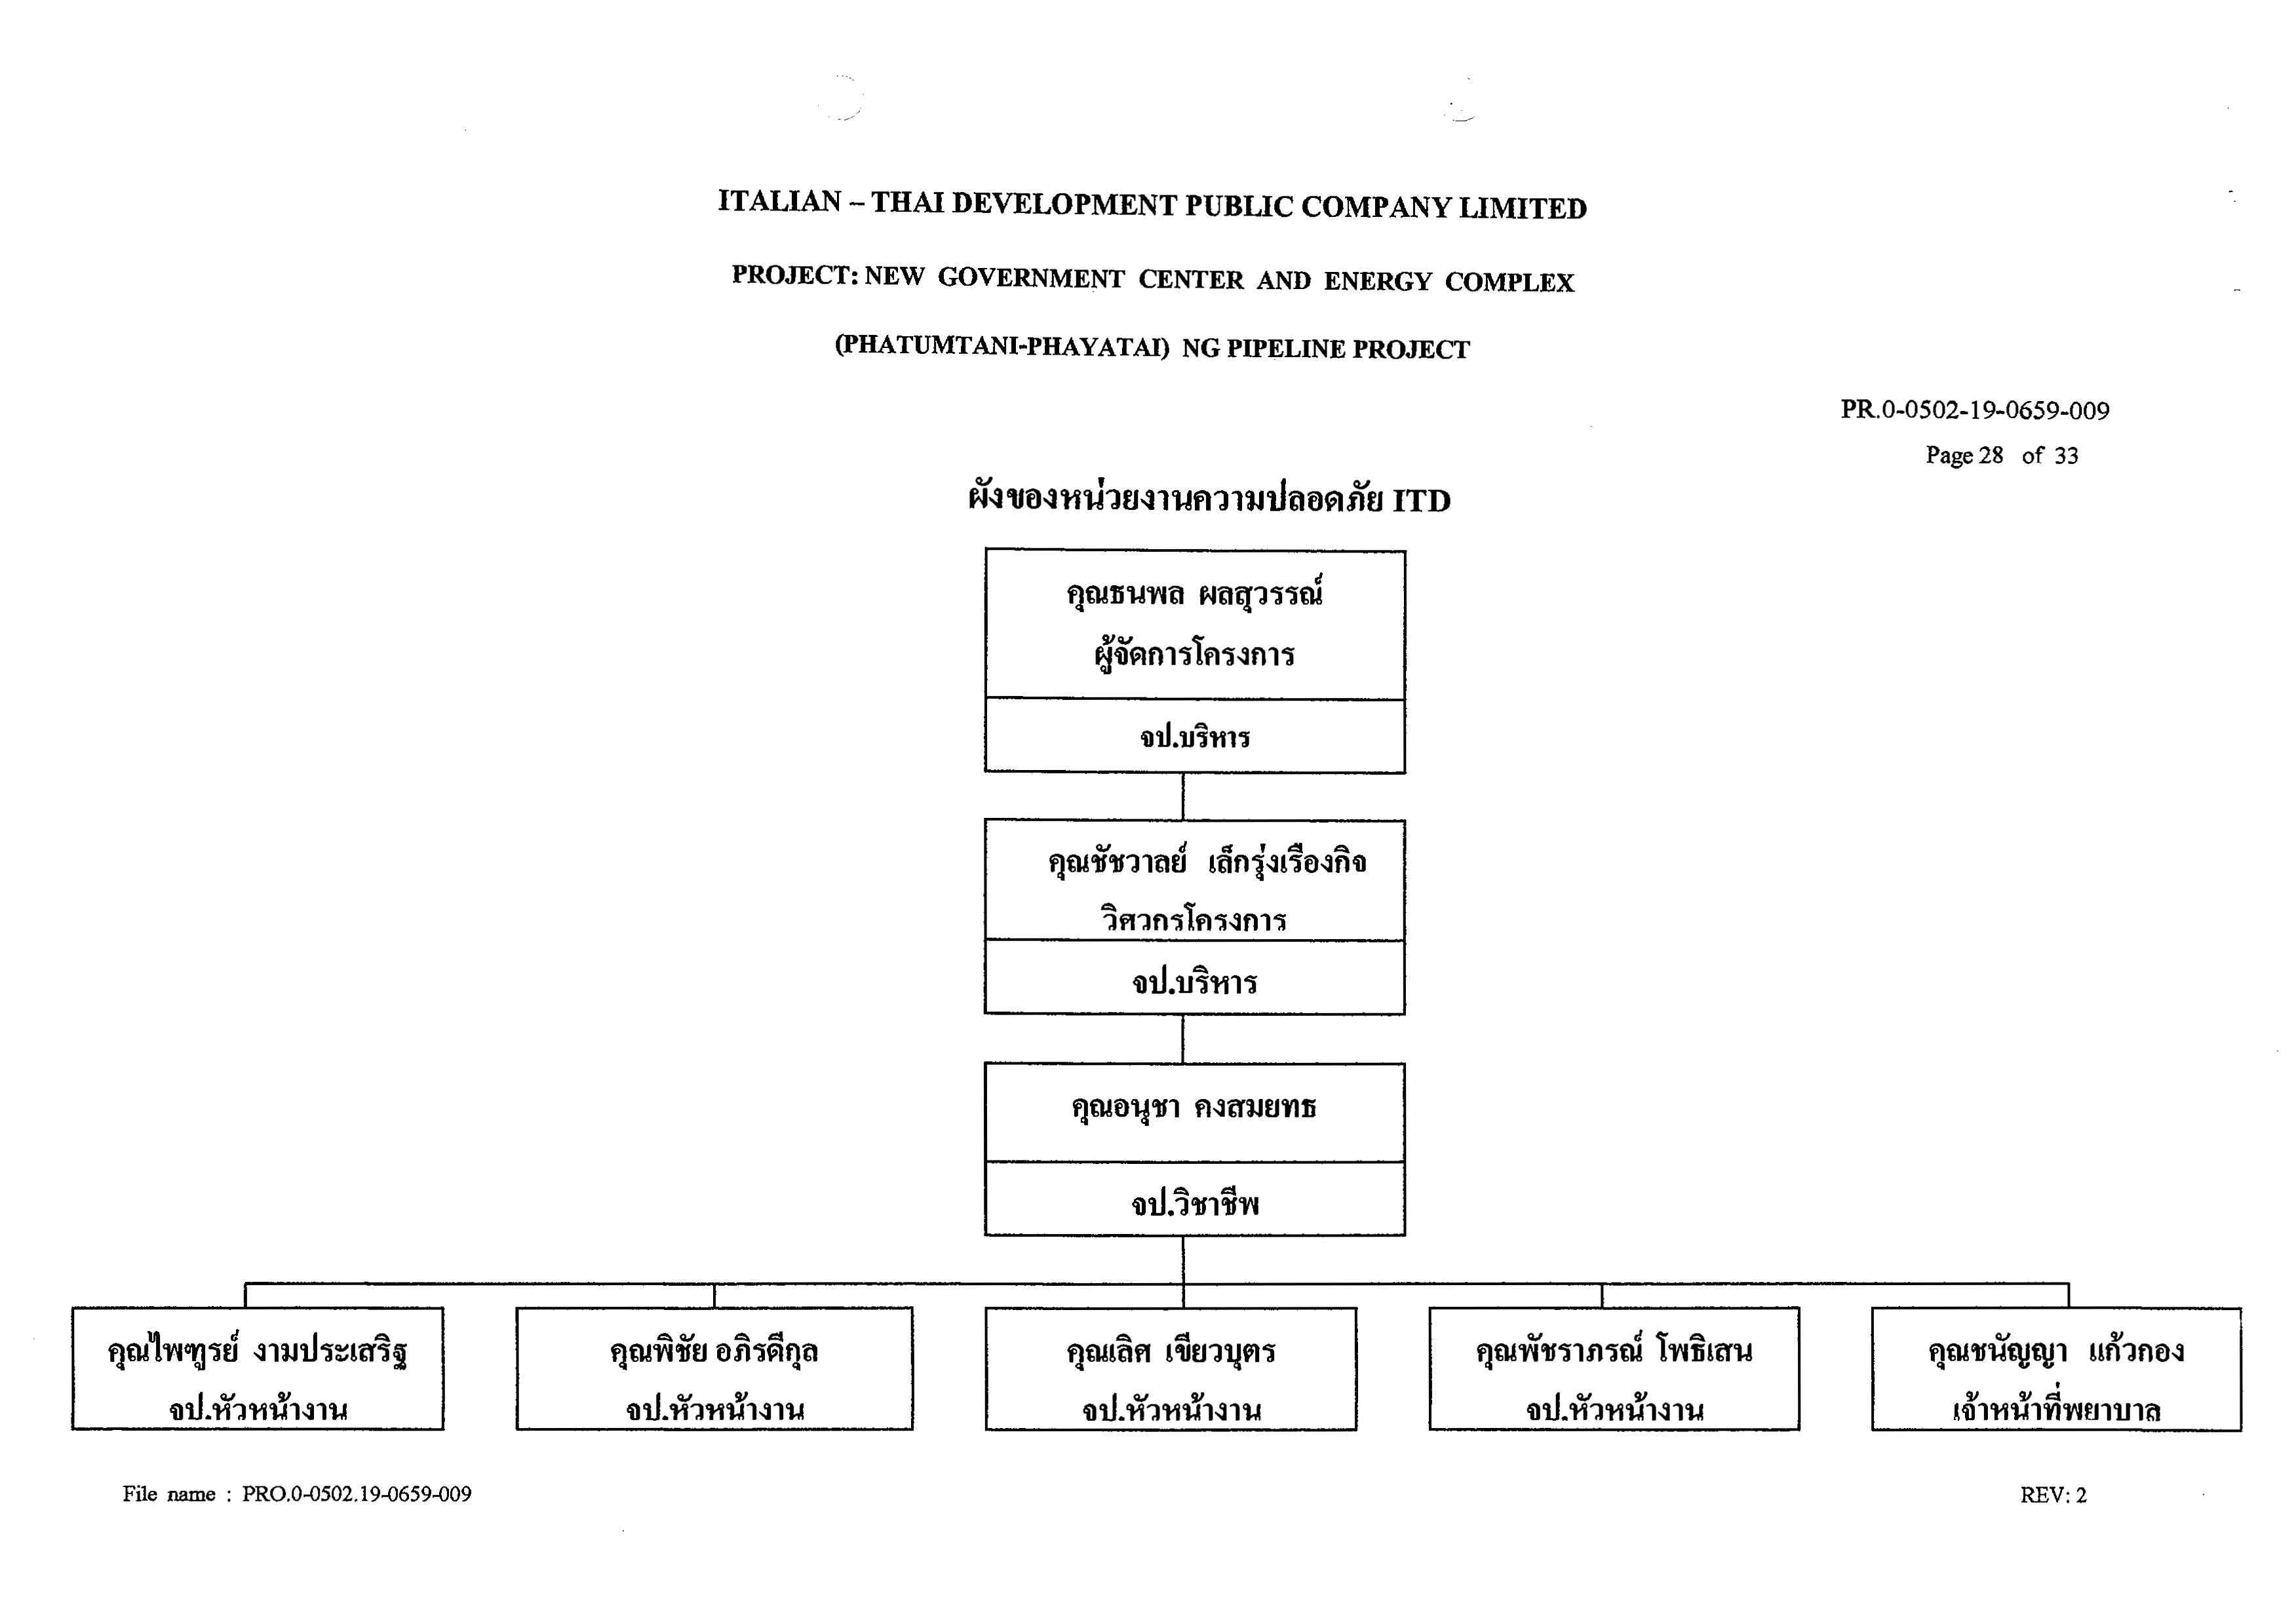 ITALIAN – THAI DEVELOPMENT PUBLIC COMPANY LIMITED
PROJECT: NEW GOVERNMENT CENTER AND ENERGY COMPLEX
(PHATUMTANI-PHAYATAI) NG PIPELINE PROJECT
PR.0-0502-19-0659-009
Page 28 of 33
ผังของหน่วยงานความปลอดภัย ITD
คุณธนพล ผลสุวรรณ์
ผู้จัดการโครงการ
จป.บริหาร
คุณชัชวาลย์ เล็กรุ่งเรืองกิจ
วิศวกรโครงการ
จป.บริหาร
คุณอนุชา คงสมยทธ
จป.วิชาชีพ
คุณไพฑูรย์ งามประเสริฐ
จป.หัวหน้างาน
คุณพิชัย อภิรดีกุล
จป.หัวหน้างาน
คุณเลิศ เขียวบุตร
จป.หัวหน้างาน
คุณพัชราภรณ์ โพธิเสน
จป.หัวหน้างาน
คุณชนัญญา แก้วกอง
เจ้าหน้าที่พยาบาล
File name : PRO.0-0502.19-0659-009
REV: 2